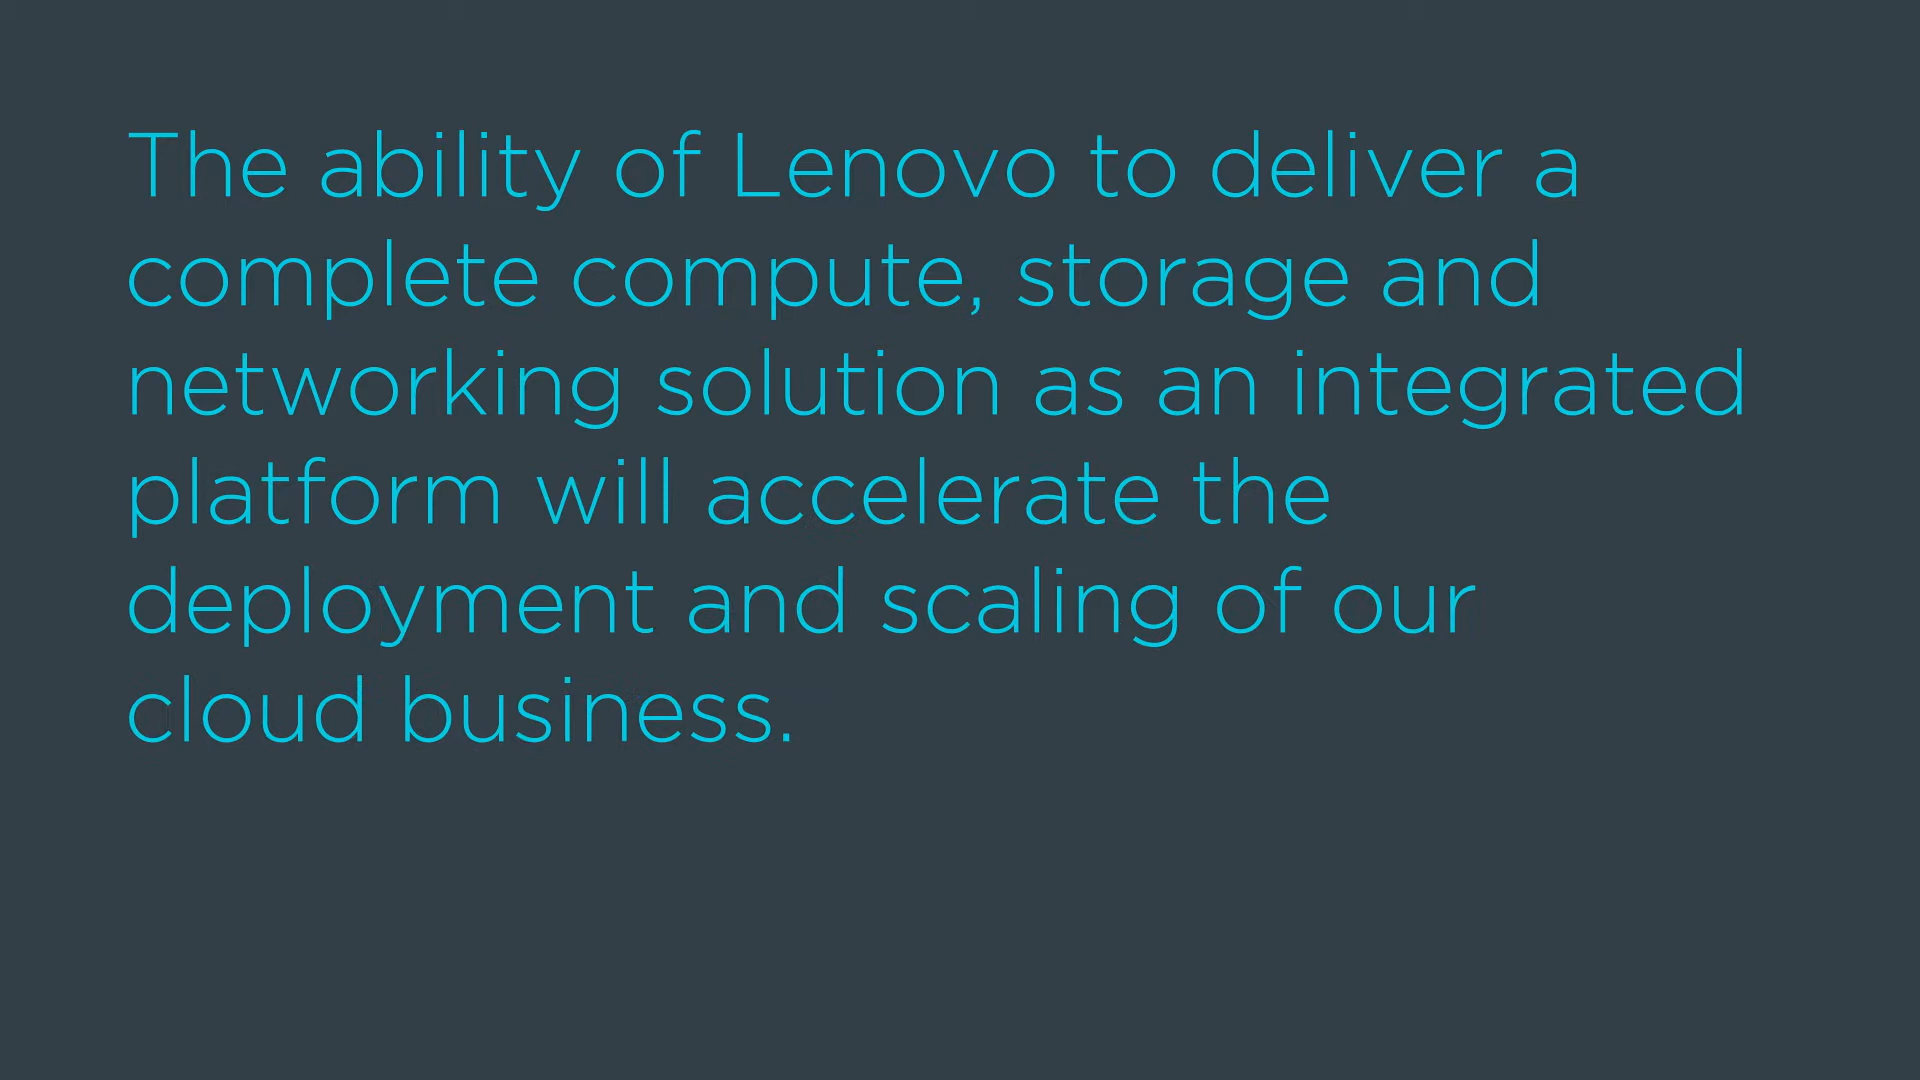 The ability of Lenovo to deliver a
complete compute, storage and
networking solution as an integrated
platform will accelerate the
deployment and scaling of our
cloud business.